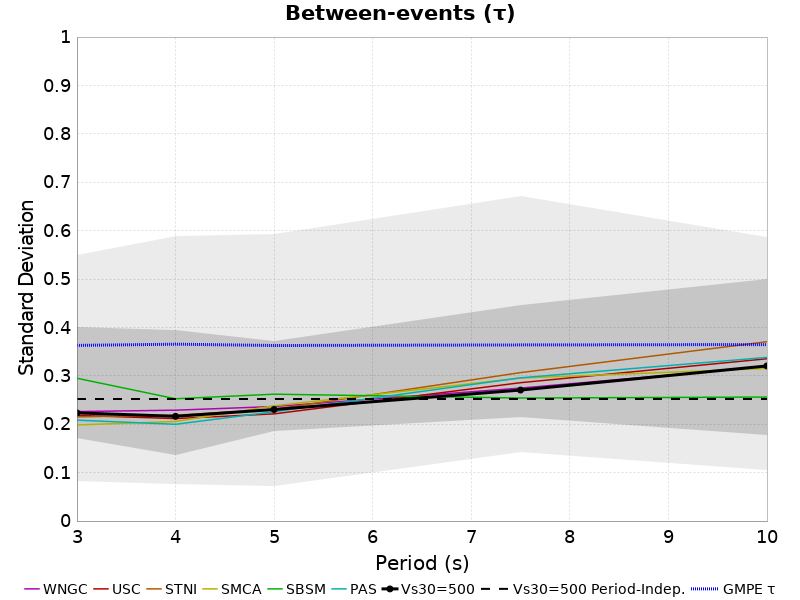 Between-events (τ)
1
0.9
0.8
0.7
0.6
0.5
0.4
0.3
0.2
0.1
0
Standard Deviation
3 4 5 6 7 8 9 10
Period (s)
WNGC USC STNI SMCA SBSM PAS Vs30=500 Vs30=500 Period-Indep. GMPE τ